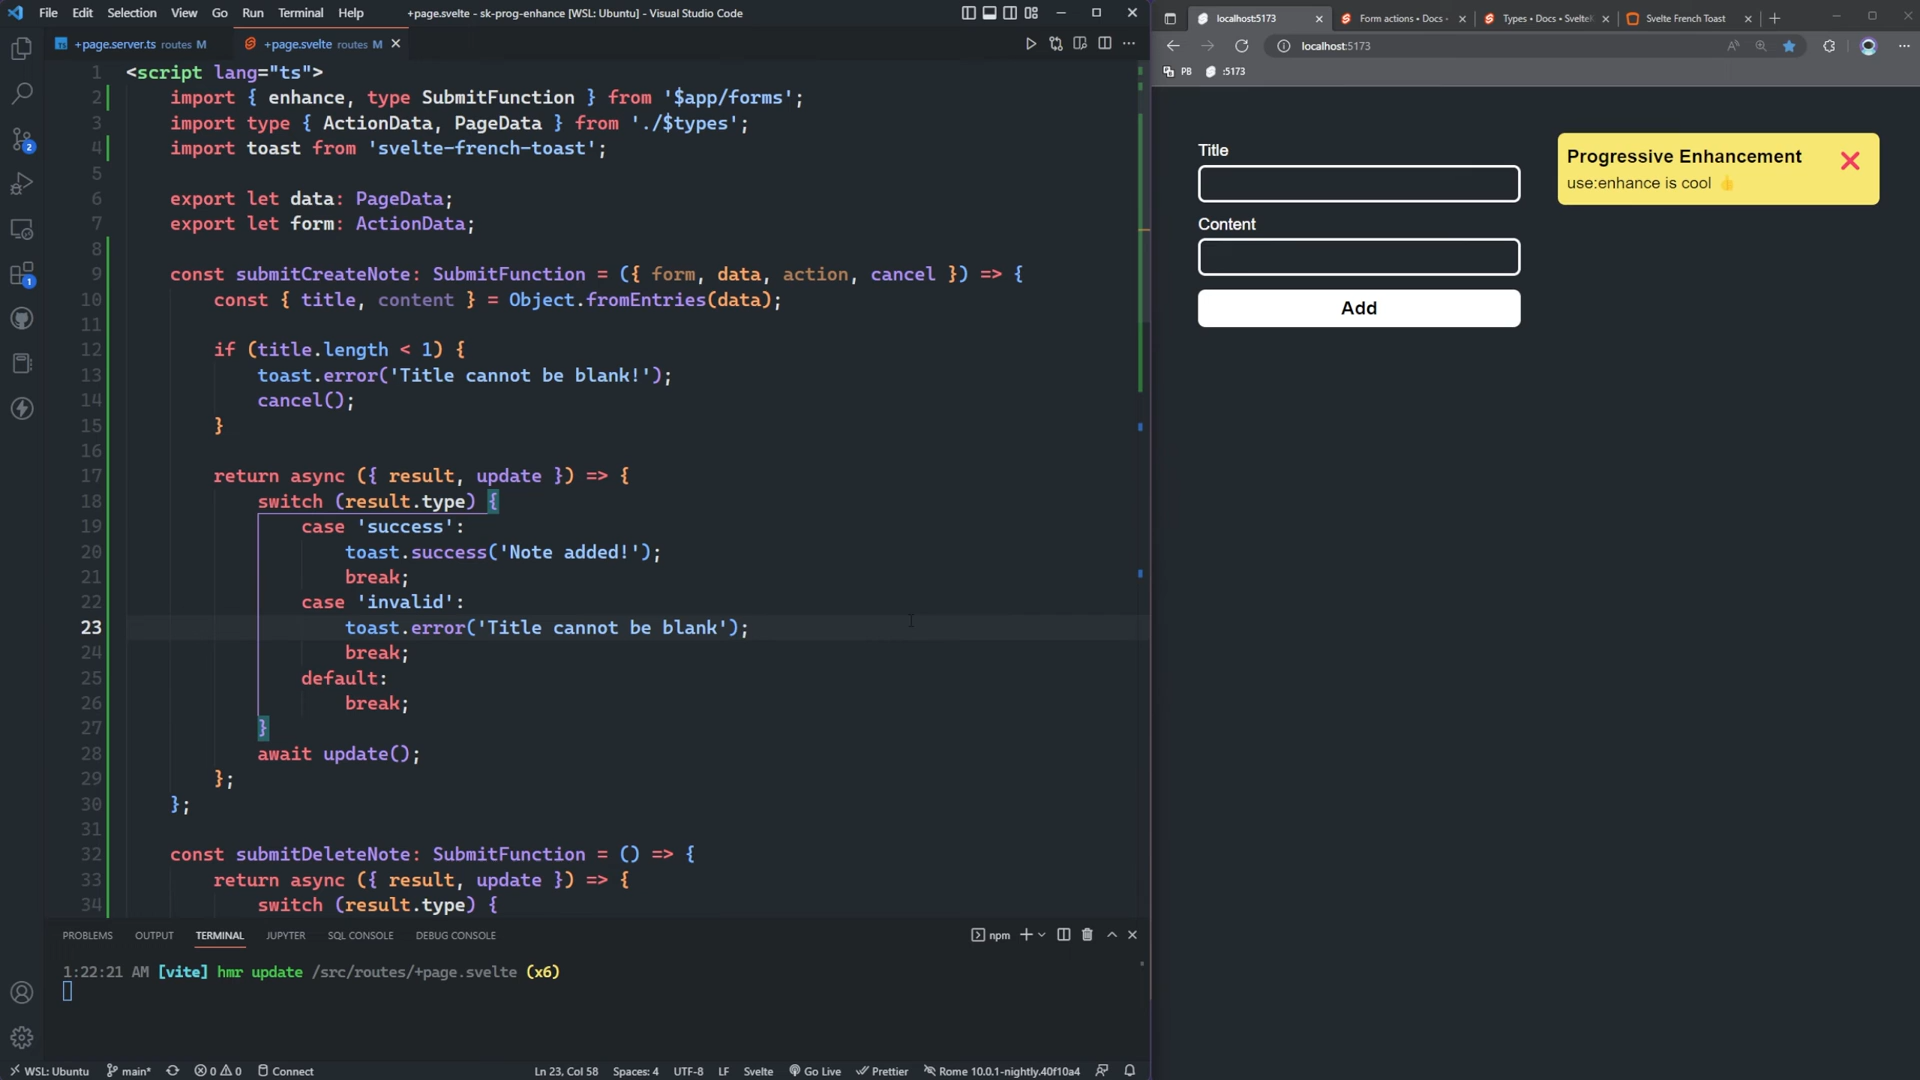 File Edit Selection View Go Run Terminal Help
+page.svelte - sk-prog-enhance [WSL: Ubuntu] - Visual Studio Code
+page.server.ts routes M
+page.svelte routes M
1 <script lang="ts">
2 import { enhance, type SubmitFunction } from '$app/forms';
3 import type { ActionData, PageData } from './$types';
4 import toast from 'svelte-french-toast';
5
6 export let data: PageData;
7 export let form: ActionData;
8
9 const submitCreateNote: SubmitFunction = ({ form, data, action, cancel }) => {
10 const { title, content } = Object.fromEntries(data);
11
12 if (title.length < 1) {
13 toast.error('Title cannot be blank!');
14 cancel();
15 }
16
17 return async ({ result, update }) => {
18 switch (result.type) {
19 case 'success':
20 toast.success('Note added!');
21 break;
22 case 'invalid':
23 toast.error('Title cannot be blank');
24 break;
25 default:
26 break;
27 }
28 await update();
29 };
30 };
31
32 const submitDeleteNote: SubmitFunction = () => {
33 return async ({ result, update }) => {
34 switch (result.type) {
2
1
PROBLEMS OUTPUT TERMINAL JUPYTER SQL CONSOLE DEBUG CONSOLE
npm
1:22:21 AM [vite] hmr update /src/routes/+page.svelte (x6)
WSL: Ubuntu main* 0 0 Connect
Ln 23, Col 58 Spaces: 4 UTF-8 LF Svelte Go Live Prettier Rome 10.0.1-nightly.40f10a4
localhost:5173
Form actions • Docs •
Types • Docs • Svelte
Svelte French Toast
localhost:5173
PB :5173
Title
Content
Add
Progressive Enhancement
use:enhance is cool 👍